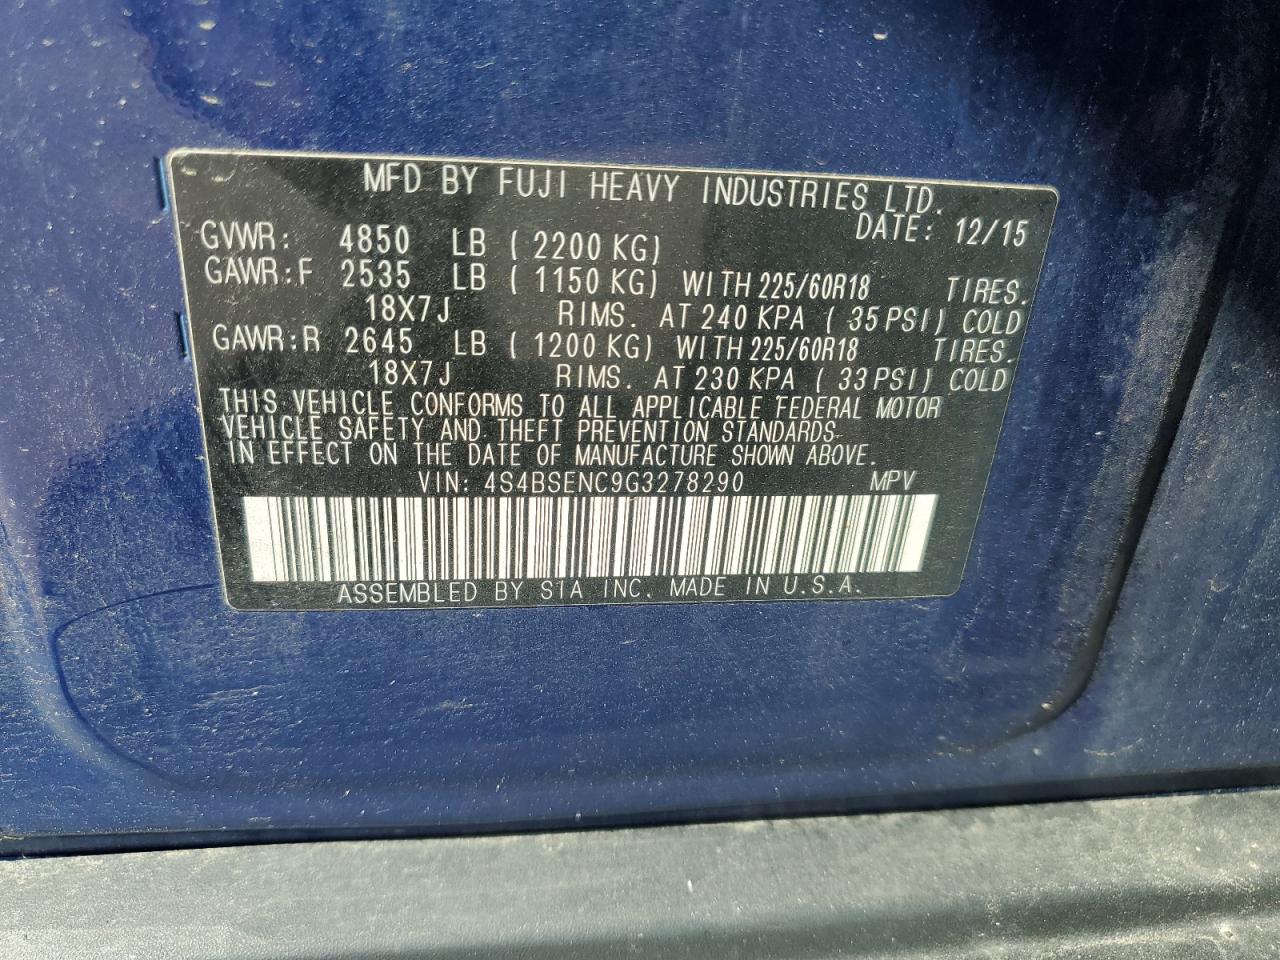 MFD BY FUJI HEAVY INDUSTRIES LTD.
DATE: 12/15
GVWR: 4850 LB ( 2200 KG)
GAWR:F 2535 LB ( 1150 KG) WITH 225/60R18 TIRES.
18X7J RIMS. AT 240 KPA ( 35 PSI) COLD
GAWR:R 2645 LB ( 1200 KG) WITH 225/60R18 TIRES.
18X7J RIMS. AT 230 KPA ( 33 PSI) COLD
THIS VEHICLE CONFORMS TO ALL APPLICABLE FEDERAL MOTOR
VEHICLE SAFETY AND THEFT PREVENTION STANDARDS
IN EFFECT ON THE DATE OF MANUFACTURE SHOWN ABOVE.
VIN: 4S4BSENC9G3278290 MPV
ASSEMBLED BY SIA INC. MADE IN U.S.A.